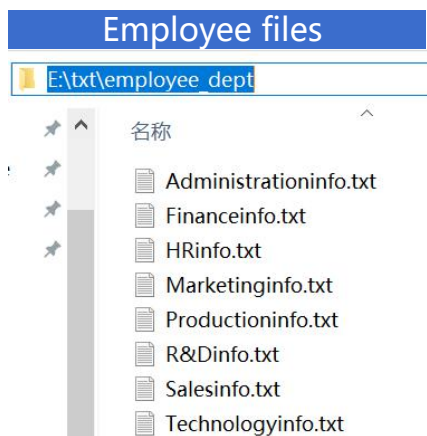 Employee files
E:\txt\employee_dept
名称
Administrationinfo.txt
Financeinfo.txt
HRinfo.txt
Marketinginfo.txt
Productioninfo.txt
R&Dinfo.txt
Salesinfo.txt
Technologyinfo.txt